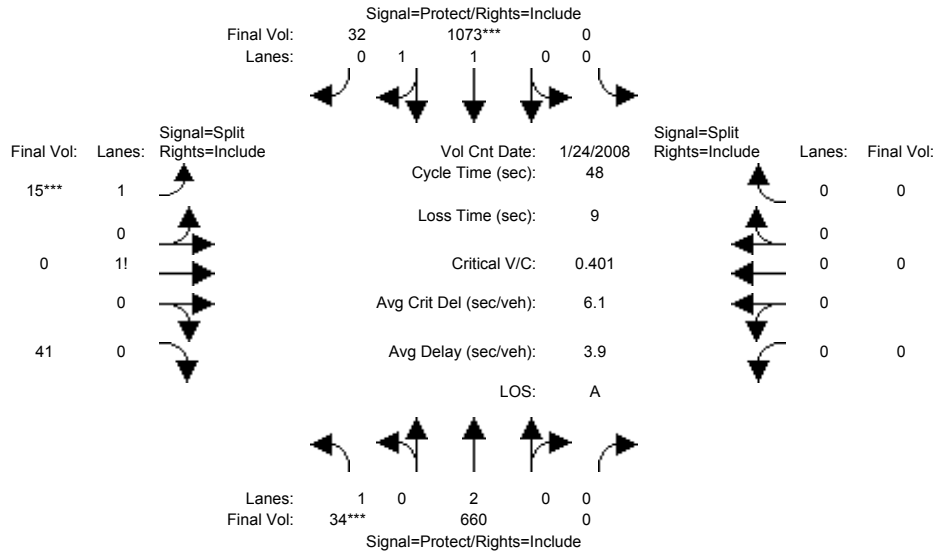 Signal=Protect/Rights=Include
Final Vol: 32 1073*** 0
Lanes: 0 1 1 0 0
Signal=Split Signal=Split
Final Vol: Lanes: Rights=Include Vol Cnt Date: 1/24/2008 Rights=Include Lanes: Final Vol:
Cycle Time (sec): 48
15*** 1 0 0
Loss Time (sec): 9
0 0
0 1! Critical V/C: 0.401 0 0
0 Avg Crit Del (sec/veh): 6.1 0
41 0 Avg Delay (sec/veh): 3.9 0 0
LOS: A
Lanes: 1 0 2 0 0
Final Vol: 34*** 660 0
Signal=Protect/Rights=Include